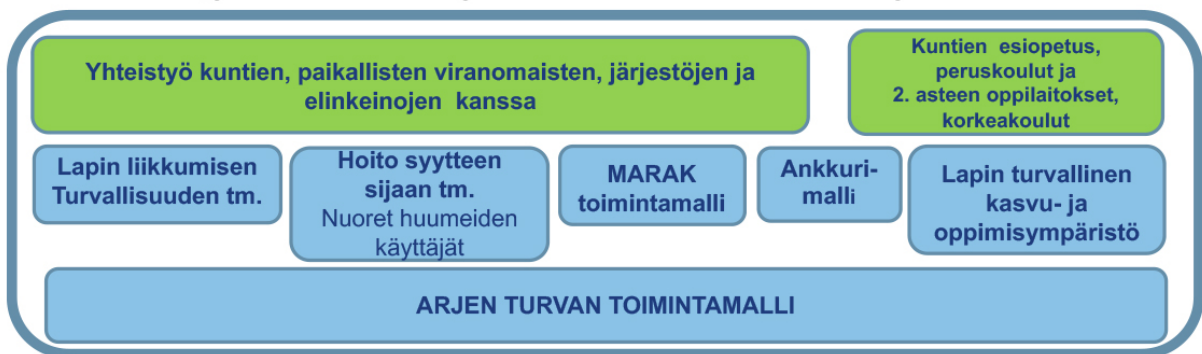 Yhteistyö kuntien, paikallisten viranomaisten, järjestöjen ja
elinkeinojen kanssa
Kuntien esiopetus,
peruskoulut ja
2. asteen oppilaitokset,
korkeakoulut
Lapin liikkumisen
Turvallisuuden tm.
Hoito syytteen
sijaan tm.
Nuoret huumeiden
käyttäjät
MARAK
toimintamalli
Ankkuri-
malli
Lapin turvallinen
kasvu- ja
oppimisympäristö
ARJEN TURVAN TOIMINTAMALLI